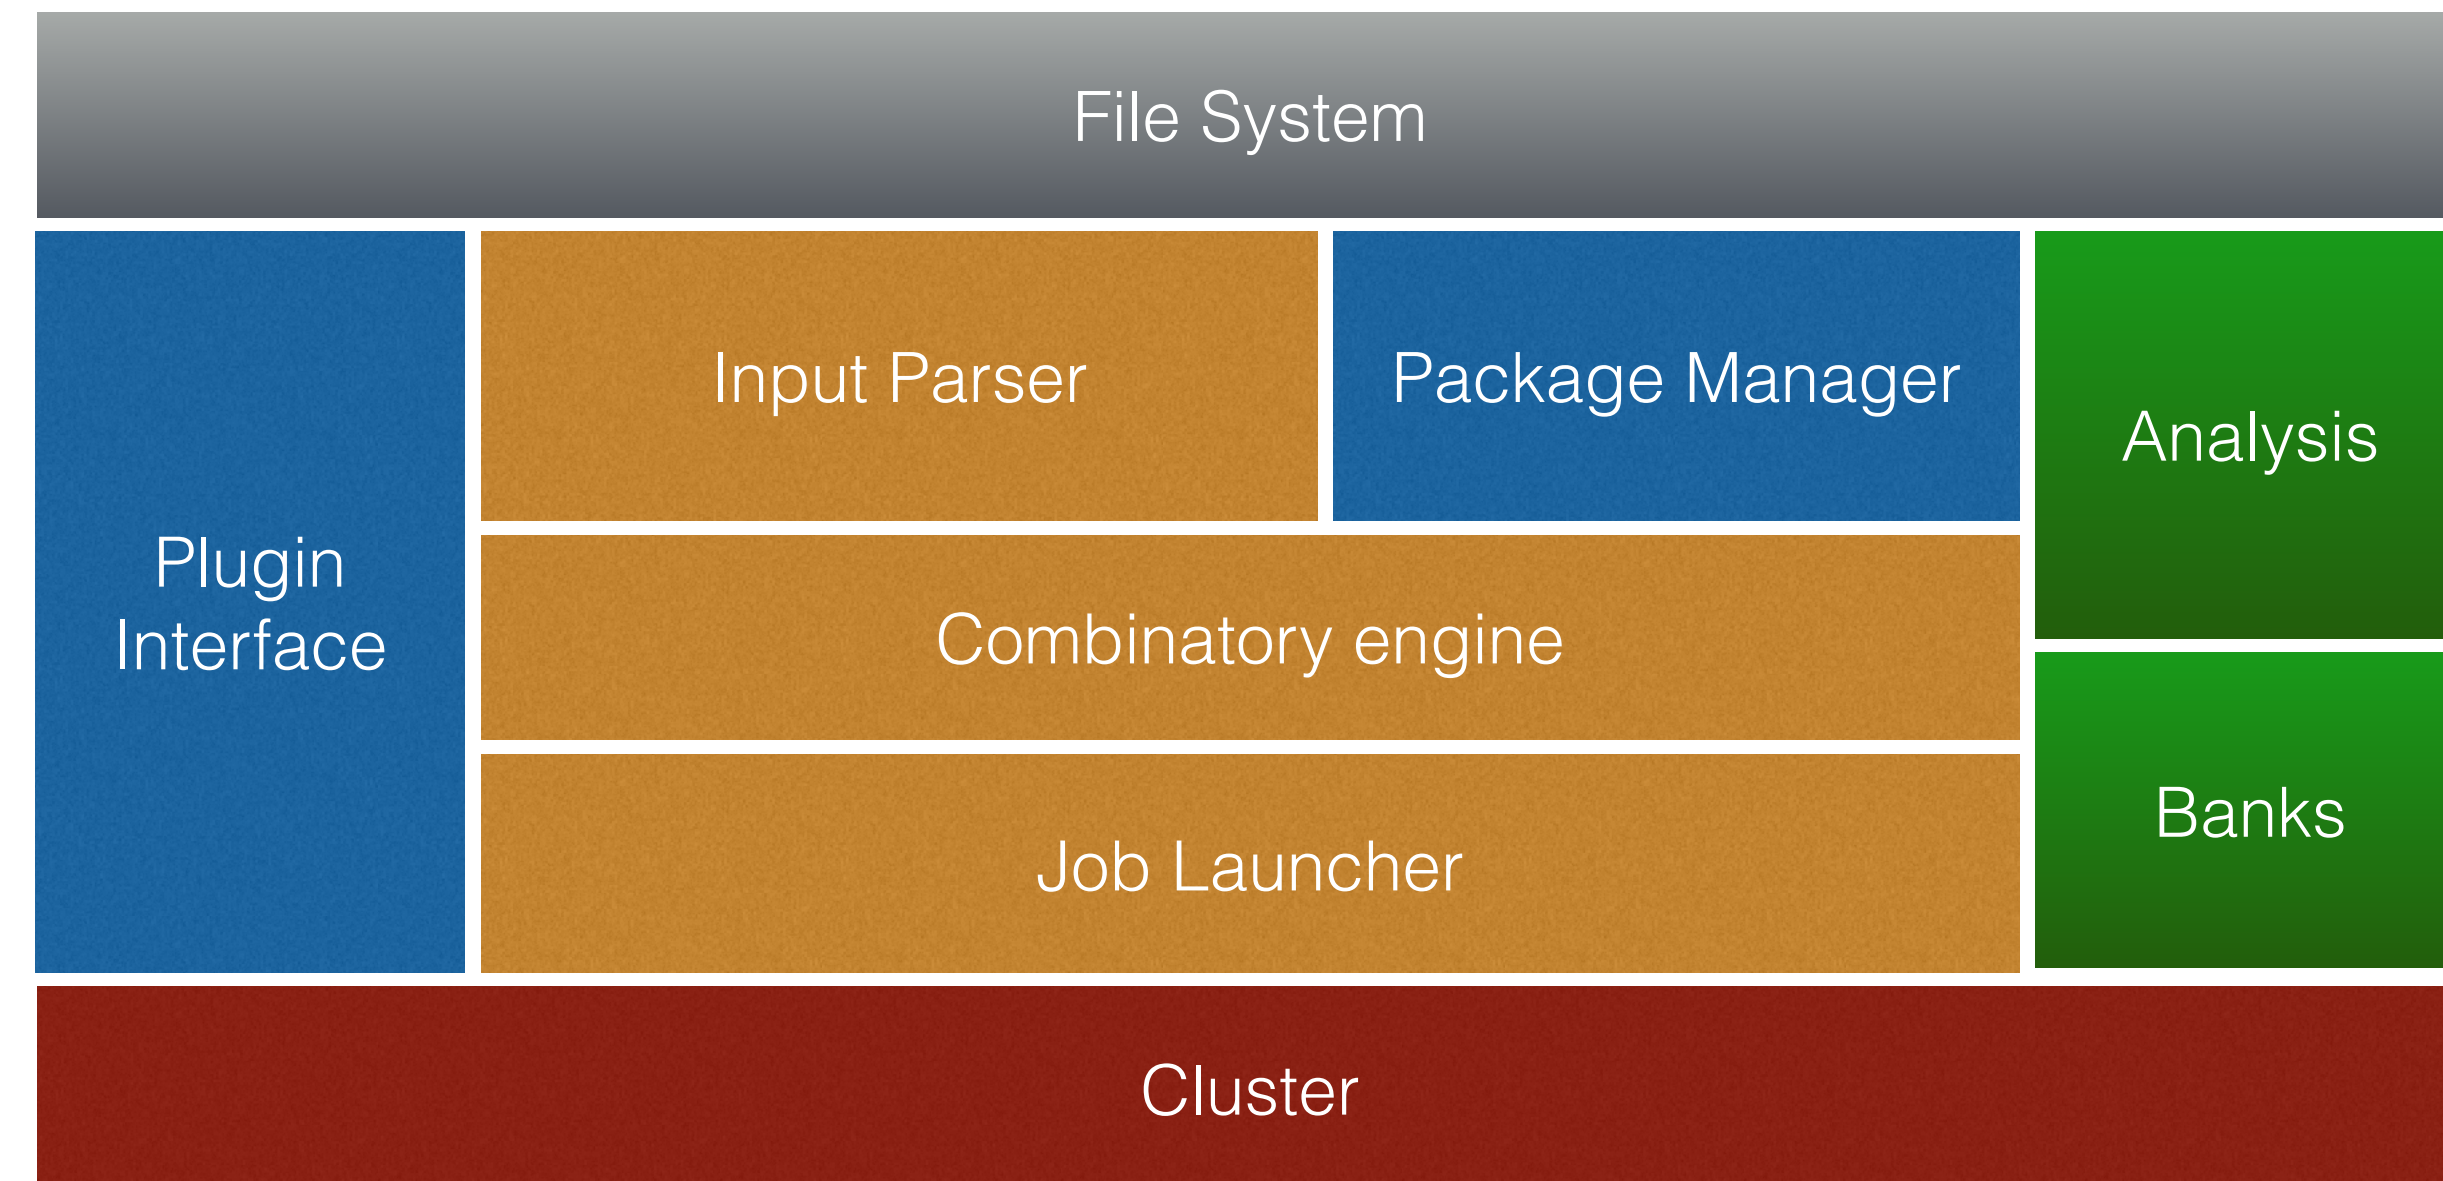 File System
Input Parser
Package Manager
Analysis
Plugin
Interface
Combinatory engine
Banks
Job Launcher
Cluster